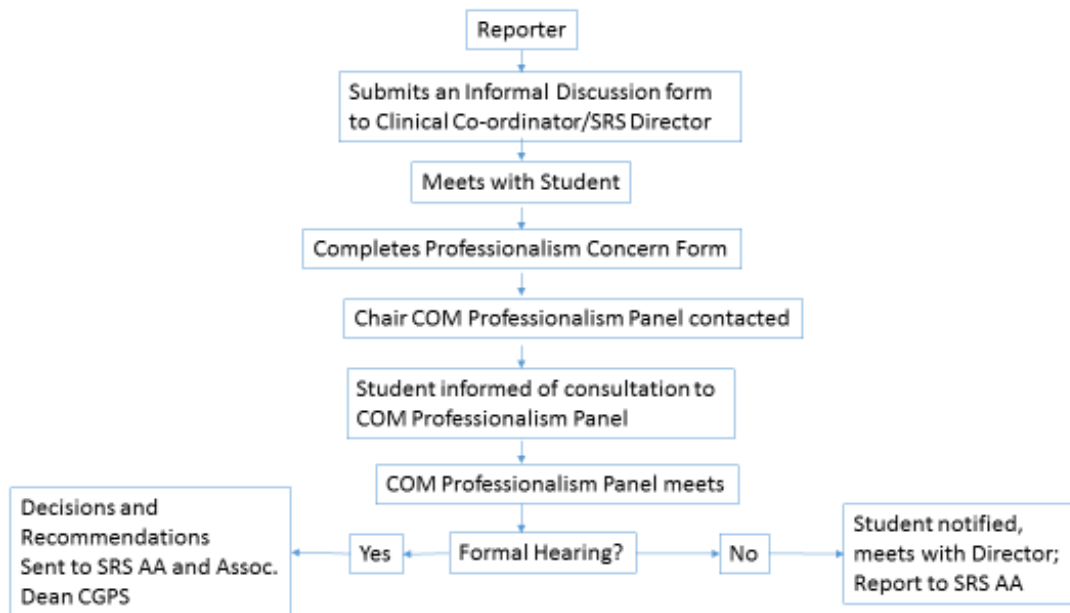 Reporter
Submits an Informal Discussion form
to Clinical Co-ordinator/SRS Director
Meets with Student
Completes Professionalism Concern Form
Chair COM Professionalism Panel contacted
Student informed of consultation to
COM Professionalism Panel
COM Professionalism Panel meets
Decisions and
Recommendations
Sent to SRS AA and Assoc.
Dean CGPS
Yes
Formal Hearing?
No
Student notified,
meets with Director;
Report to SRS AA